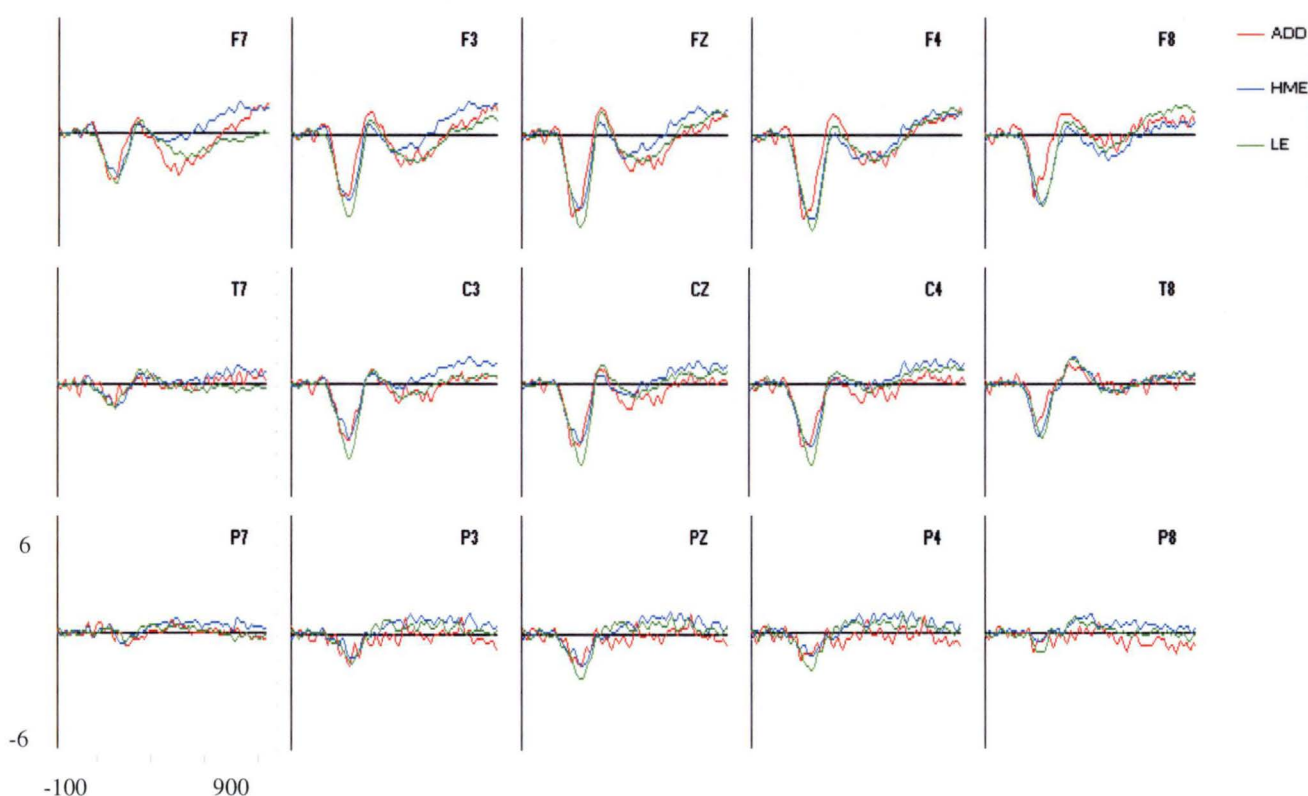 F7 F3 FZ F4 F8
ADD
HME
LE
T7 C3 CZ C4 T8
P7 P3 PZ P4 P8
6
-6
-100 900